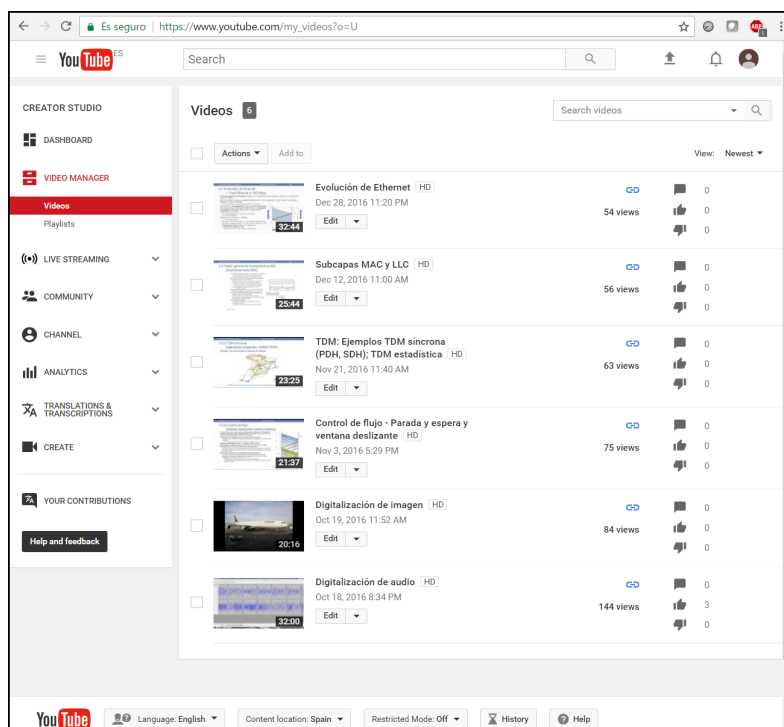 Es seguro | https://www.youtube.com/my_videos?o=U
ABP
1
YouTube ES
Search
CREATOR STUDIO
DASHBOARD
VIDEO MANAGER
Videos
Playlists
LIVE STREAMING
COMMUNITY
CHANNEL
ANALYTICS
TRANSLATIONS &
TRANSCRIPTIONS
CREATE
YOUR CONTRIBUTIONS
Help and feedback
Videos 6
Search videos
Actions Add to
View: Newest
Evolución de Ethernet HD
Dec 28, 2016 11:20 PM
Edit
32:44
54 views
0
0
0
Subcapas MAC y LLC HD
Dec 12, 2016 11:00 AM
Edit
25:44
56 views
0
0
0
TDM: Ejemplos TDM síncrona
(PDH, SDH); TDM estadística HD
Nov 21, 2016 11:40 AM
Edit
23:25
63 views
0
0
0
Control de flujo - Parada y espera y
ventana deslizante HD
Nov 3, 2016 5:29 PM
Edit
21:37
75 views
0
0
0
Digitalización de imagen HD
Oct 19, 2016 11:52 AM
Edit
20:16
84 views
0
0
0
Digitalización de audio HD
Oct 18, 2016 8:34 PM
Edit
32:00
144 views
0
3
0
YouTube
Language: English
Content location: Spain
Restricted Mode: Off
History
Help